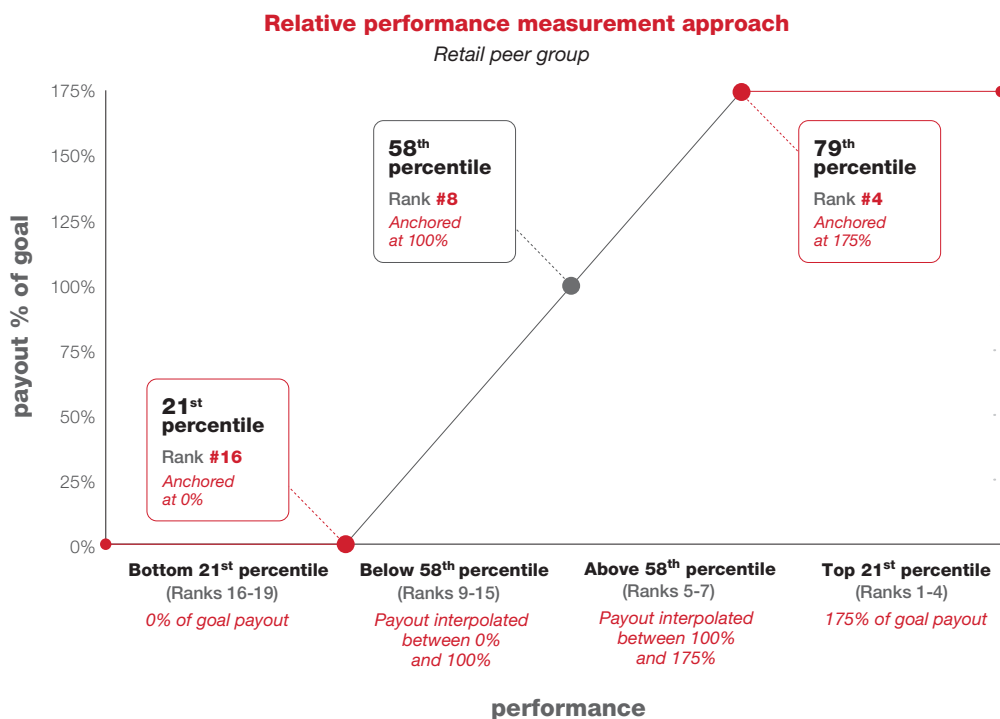 Relative performance measurement approach
Retail peer group
payout % of goal
175%
150%
125%
100%
75%
50%
25%
0%
21st
percentile
Rank #16
Anchored
at 0%
58th
percentile
Rank #8
Anchored
at 100%
79th
percentile
Rank #4
Anchored
at 175%
Bottom 21st percentile
(Ranks 16-19)
0% of goal payout
Below 58th percentile
(Ranks 9-15)
Payout interpolated
between 0%
and 100%
Above 58th percentile
(Ranks 5-7)
Payout interpolated
between 100%
and 175%
Top 21st percentile
(Ranks 1-4)
175% of goal payout
performance